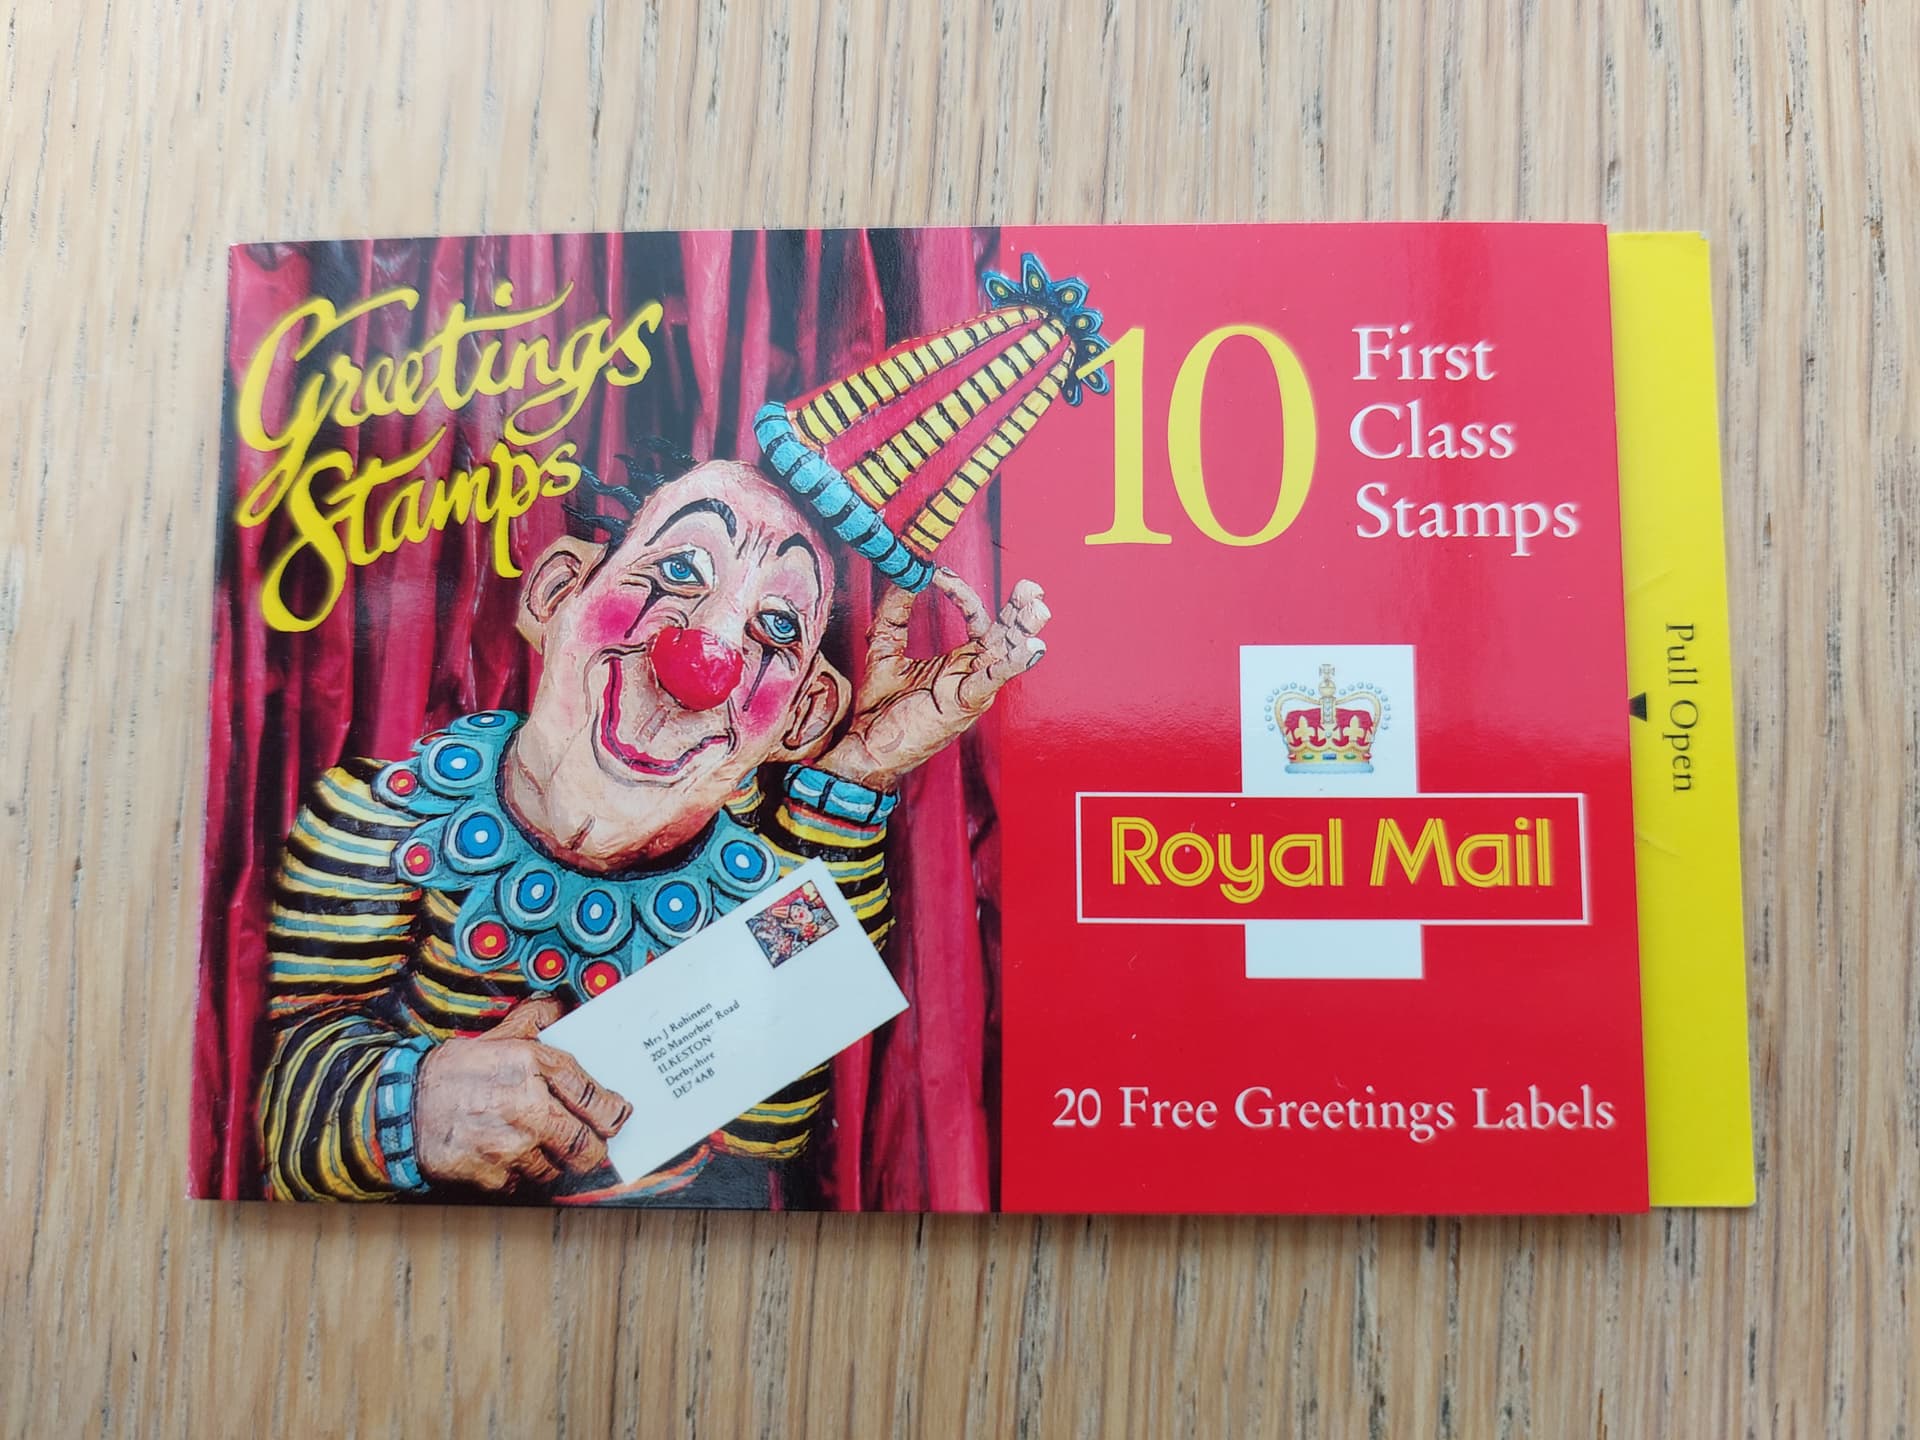 Greetings
Stamps
10
First
Class
Stamps
Royal Mail
20 Free Greetings Labels
Pull Open
Mrs J Robinson
200 Manorbier Road
ILKESTON
Derbyshire
DE7 4AB